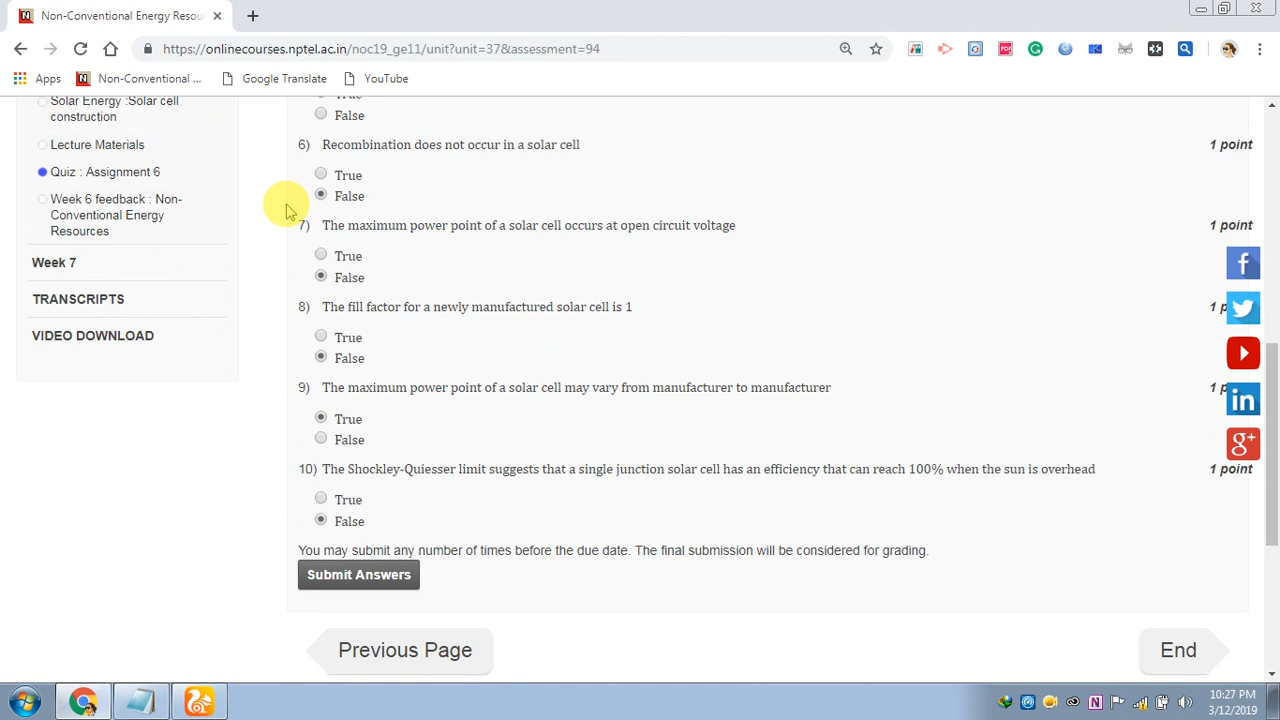 Non-Conventional Energy Resou
https://onlinecourses.nptel.ac.in/noc19_ge11/unit?unit=37&assessment=94
Apps
Non-Conventional ...
Google Translate
YouTube
Solar Energy :Solar cell
construction
Lecture Materials
Quiz : Assignment 6
Week 6 feedback : Non-
Conventional Energy
Resources
Week 7
TRANSCRIPTS
VIDEO DOWNLOAD
True
False
6) Recombination does not occur in a solar cell 1 point
True
False
7) The maximum power point of a solar cell occurs at open circuit voltage 1 point
True
False
8) The fill factor for a newly manufactured solar cell is 1 1 p
True
False
9) The maximum power point of a solar cell may vary from manufacturer to manufacturer 1 p
True
False
10) The Shockley-Quiesser limit suggests that a single junction solar cell has an efficiency that can reach 100% when the sun is overhead 1 point
True
False
You may submit any number of times before the due date. The final submission will be considered for grading.
Submit Answers
Previous Page
End
10:27 PM
3/12/2019